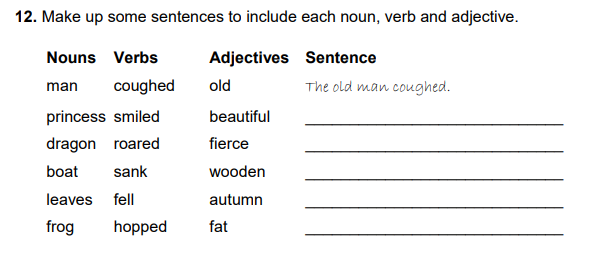 12. Make up some sentences to include each noun, verb and adjective.
Nouns Verbs Adjectives Sentence
man coughed old The old man coughed.
princess smiled beautiful
dragon roared fierce
boat sank wooden
leaves fell autumn
frog hopped fat